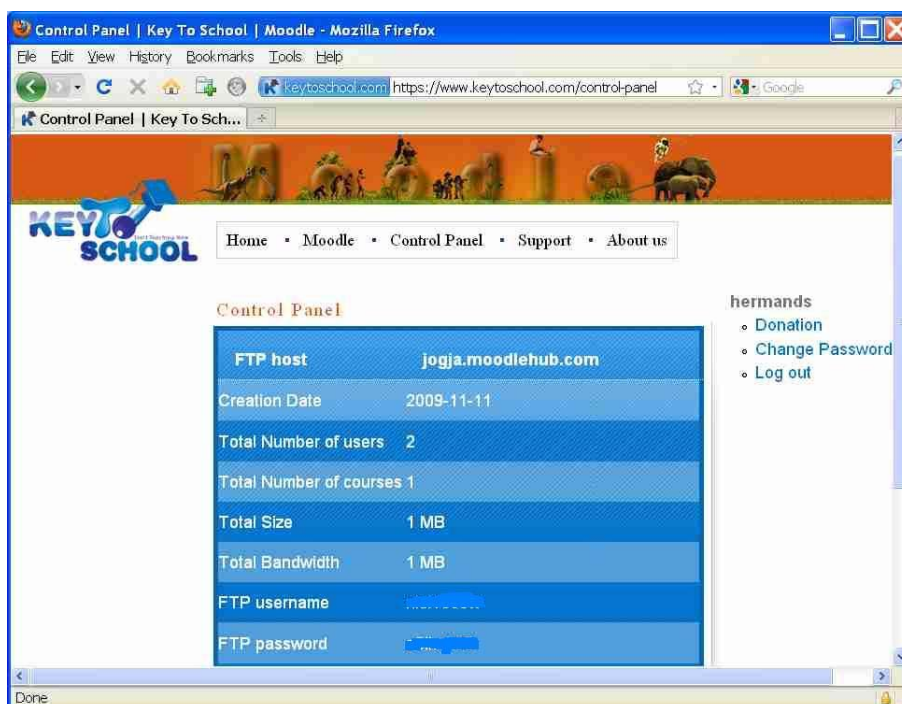 Control Panel | Key To School | Moodle - Mozilla Firefox
File Edit View History Bookmarks Tools Help
keytoschool.com https://www.keytoschool.com/control-panel Google
Control Panel | Key To Sch...
Moodle
KEY TO
SCHOOL
Home ▪ Moodle ▪ Control Panel ▪ Support ▪ About us
Control Panel
hermands
Donation
Change Password
Log out
FTP host jogja.moodlehub.com
Creation Date 2009-11-11
Total Number of users 2
Total Number of courses 1
Total Size 1 MB
Total Bandwidth 1 MB
FTP username
FTP password
Done